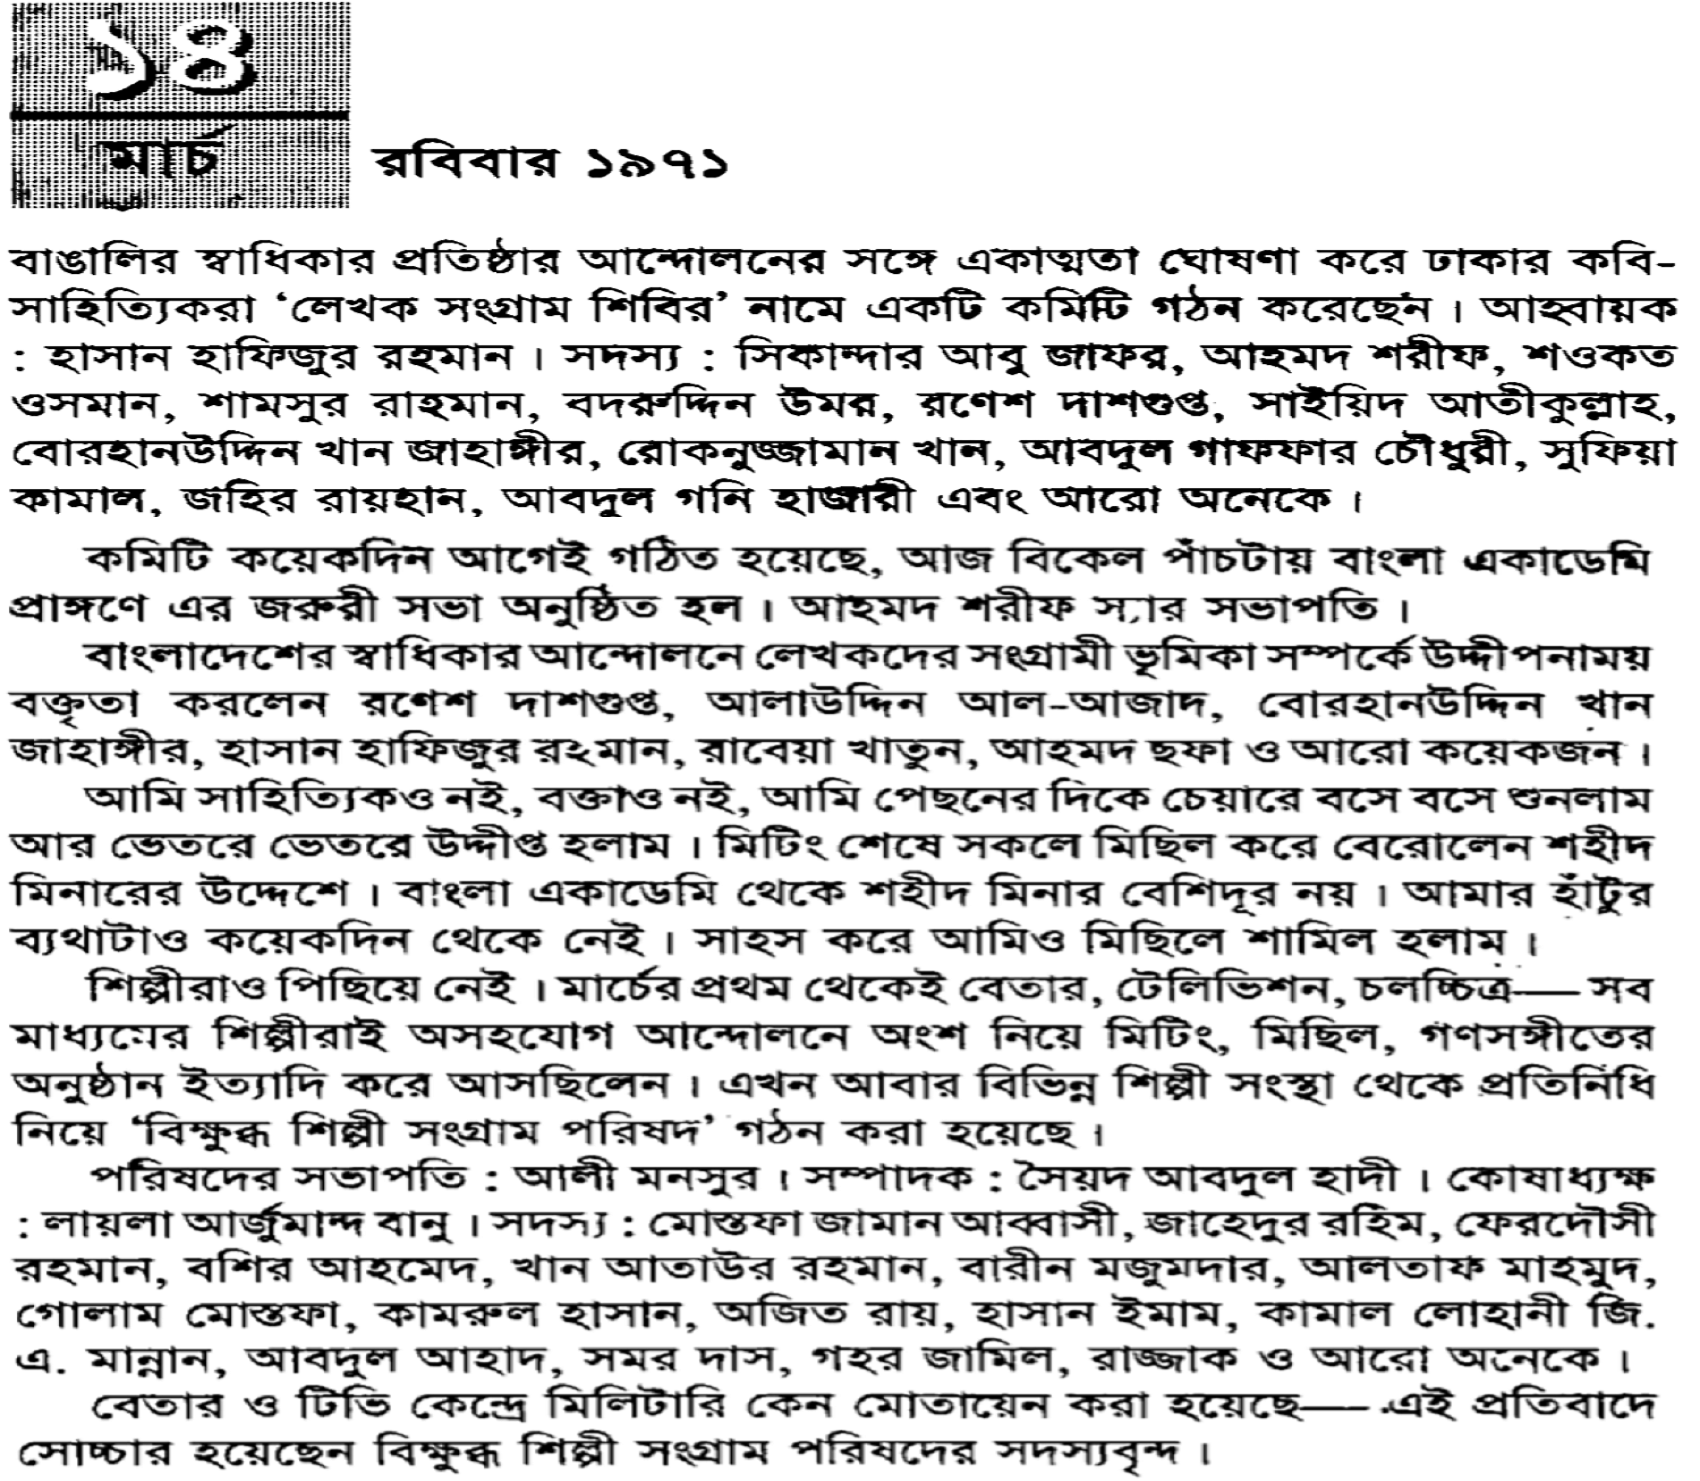 ১৪
মার্চ
রবিবার ১৯৭১
বাঙালির স্বাধিকার প্রতিষ্ঠার আন্দোলনের সঙ্গে একাত্মতা ঘোষণা করে ঢাকার কবি-
সাহিত্যিকরা ‘লেখক সংগ্রাম শিবির’ নামে একটি কমিটি গঠন করেছেন। আহ্বায়ক
: হাসান হাফিজুর রহমান। সদস্য : সিকান্দার আবু জাফর, আহমদ শরীফ, শওকত
ওসমান, শামসুর রাহমান, বদরুদ্দিন উমর, রণেশ দাশগুপ্ত, সাইয়িদ আতীকুল্লাহ,
বোরহানউদ্দিন খান জাহাঙ্গীর, রোকনুজ্জামান খান, আবদুল গাফফার চৌধুরী, সুফিয়া
কামাল, জহির রায়হান, আবদুল গনি হাজারী এবং আরো অনেকে।
কমিটি কয়েকদিন আগেই গঠিত হয়েছে, আজ বিকেল পাঁচটায় বাংলা একাডেমি
প্রাঙ্গণে এর জরুরী সভা অনুষ্ঠিত হল। আহমদ শরীফ স্যার সভাপতি।
বাংলাদেশের স্বাধিকার আন্দোলনে লেখকদের সংগ্রামী ভূমিকা সম্পর্কে উদ্দীপনাময়
বক্তৃতা করলেন রণেশ দাশগুপ্ত, আলাউদ্দিন আল-আজাদ, বোরহানউদ্দিন খান
জাহাঙ্গীর, হাসান হাফিজুর রহমান, রাবেয়া খাতুন, আহমদ ছফা ও আরো কয়েকজন।
আমি সাহিত্যিকও নই, বক্তাও নই, আমি পেছনের দিকে চেয়ারে বসে বসে শুনলাম
আর ভেতরে ভেতরে উদ্দীপ্ত হলাম। মিটিং শেষে সকলে মিছিল করে বেরোলেন শহীদ
মিনারের উদ্দেশে। বাংলা একাডেমি থেকে শহীদ মিনার বেশিদূর নয়। আমার হাঁটুর
ব্যথাটাও কয়েকদিন থেকে নেই। সাহস করে আমিও মিছিলে শামিল হলাম।
শিল্পীরাও পিছিয়ে নেই। মার্চের প্রথম থেকেই বেতার, টেলিভিশন, চলচ্চিত্র— সব
মাধ্যমের শিল্পীরাই অসহযোগ আন্দোলনে অংশ নিয়ে মিটিং, মিছিল, গণসঙ্গীতের
অনুষ্ঠান ইত্যাদি করে আসছিলেন। এখন আবার বিভিন্ন শিল্পী সংস্থা থেকে প্রতিনিধি
নিয়ে ‘বিক্ষুব্ধ শিল্পী সংগ্রাম পরিষদ’ গঠন করা হয়েছে।
পরিষদের সভাপতি : আলী মনসুর। সম্পাদক : সৈয়দ আবদুল হাদী। কোষাধ্যক্ষ
: লায়লা আর্জুমান্দ বানু। সদস্য : মোস্তফা জামান আব্বাসী, জাহেদুর রহিম, ফেরদৌসী
রহমান, বশির আহমেদ, খান আতাউর রহমান, বারীন মজুমদার, আলতাফ মাহমুদ,
গোলাম মোস্তফা, কামরুল হাসান, অজিত রায়, হাসান ইমাম, কামাল লোহানী জি.
এ. মান্নান, আবদুল আহাদ, সমর দাস, গহর জামিল, রাজ্জাক ও আরো অনেকে।
বেতার ও টিভি কেন্দ্রে মিলিটারি কেন মোতায়েন করা হয়েছে— এই প্রতিবাদে
সোচ্চার হয়েছেন বিক্ষুব্ধ শিল্পী সংগ্রাম পরিষদের সদস্যবৃন্দ।